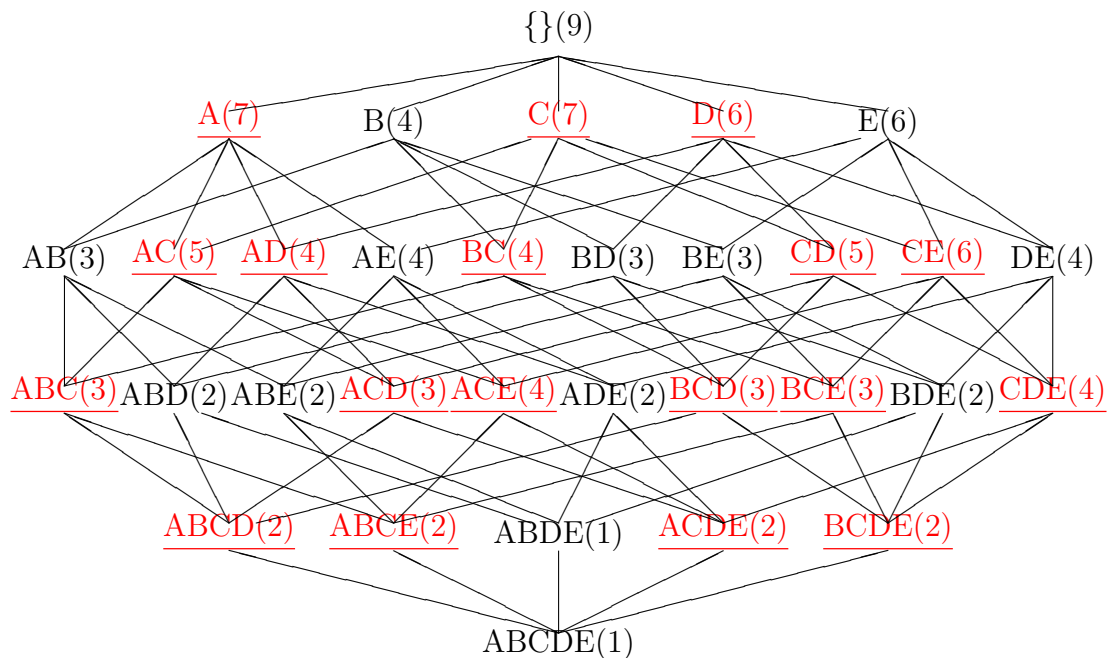 {}(9)
A(7) B(4) C(7) D(6) E(6)
AB(3) AC(5) AD(4) AE(4) BC(4) BD(3) BE(3) CD(5) CE(6) DE(4)
ABC(3) ABD(2) ABE(2) ACD(3) ACE(4) ADE(2) BCD(3) BCE(3) BDE(2) CDE(4)
ABCD(2) ABCE(2) ABDE(1) ACDE(2) BCDE(2)
ABCDE(1)